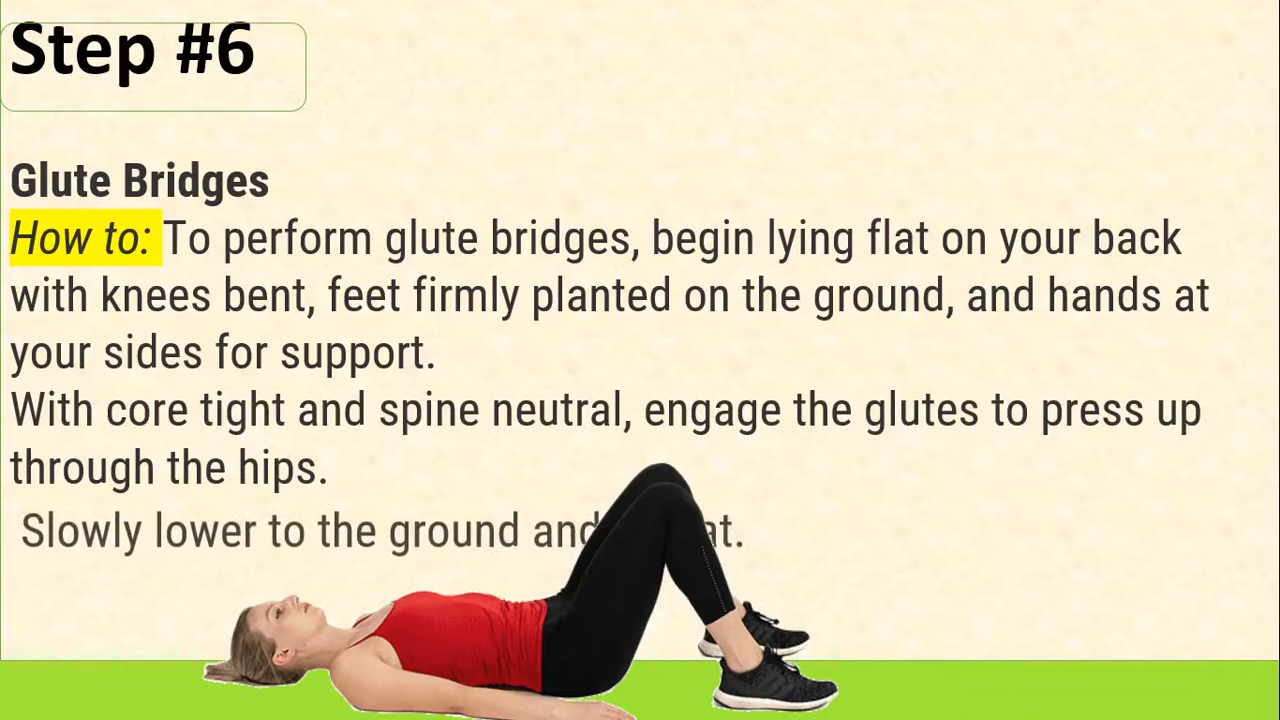 Step #6
Glute Bridges
How to: To perform glute bridges, begin lying flat on your back
with knees bent, feet firmly planted on the ground, and hands at
your sides for support.
With core tight and spine neutral, engage the glutes to press up
through the hips.
Slowly lower to the ground and